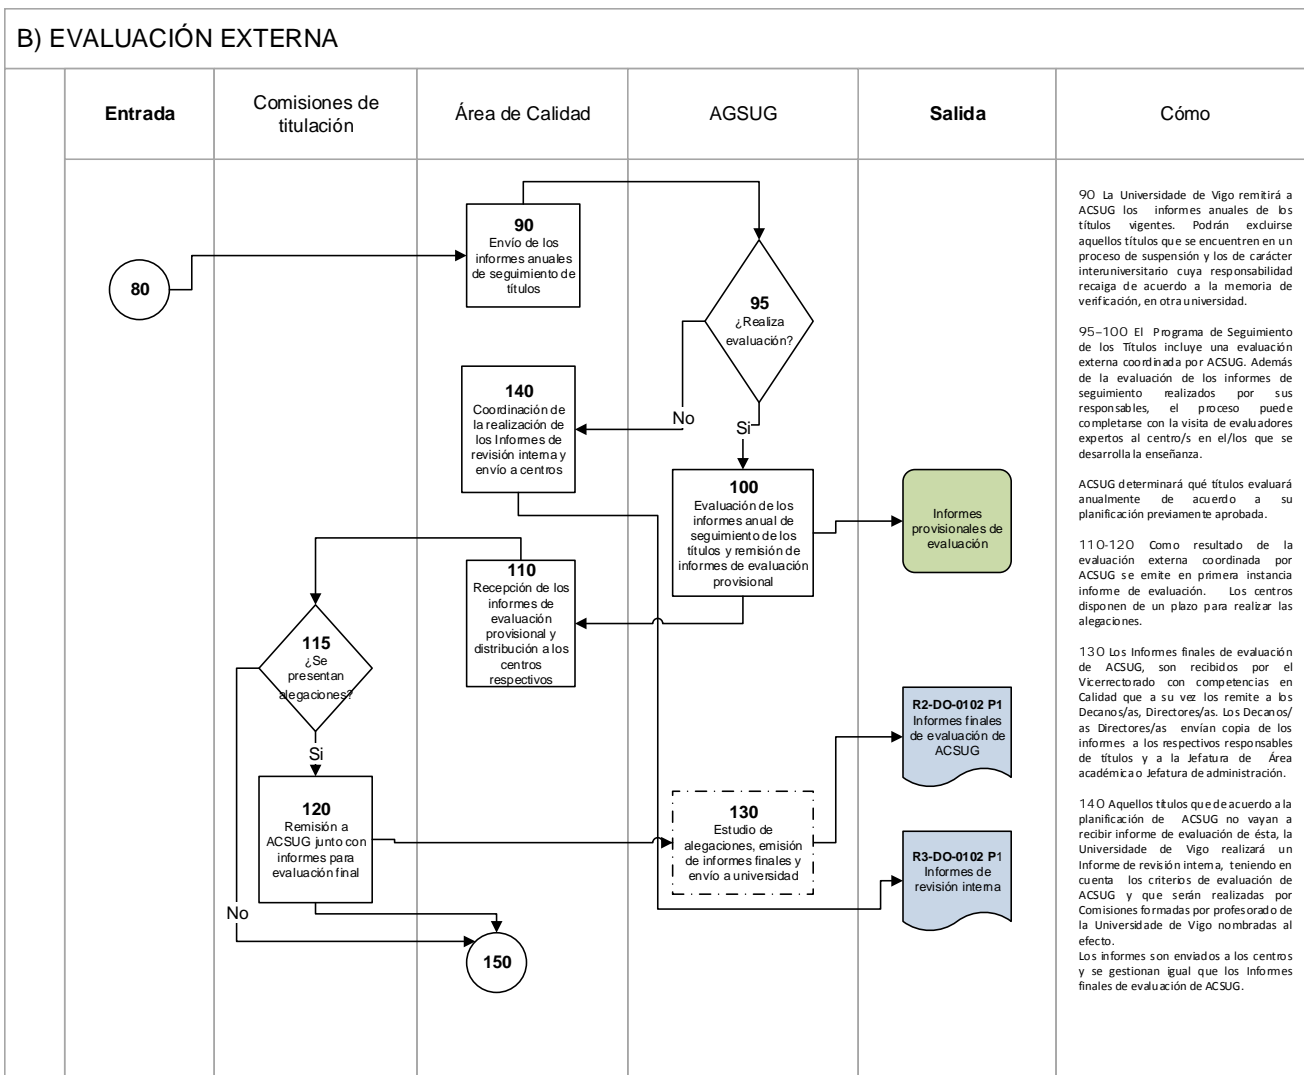 B) EVALUACIÓN EXTERNA
Entrada
Comisiones de
titulación
Área de Calidad
AGSUG
Salida
Cómo
80
90
Envío de los
informes anuales
de seguimiento de
títulos
95
¿Realiza
evaluación?
No
Si
140
Coordinación de
la realización de
los Informes de
revisión interna y
envío a centros
100
Evaluación de los
informes anual de
seguimiento de los
títulos y remisión de
informes de evaluación
provisional
Informes
provisionales de
evaluación
110
Recepción de los
informes de
evaluación
provisional y
distribución a los
centros
respectivos
115
¿Se
presentan
alegaciones?
Si
No
120
Remisión a
ACSUG junto con
informes para
evaluación final
130
Estudio de
alegaciones, emisión
de informes finales y
envío a universidad
R2-DO-0102 P1
Informes finales
de evaluación de
ACSUG
R3-DO-0102 P1
Informes de
revisión interna
150
90 La Universidade de Vigo remitirá a
ACSUG los informes anuales de los
títulos vigentes. Podrán excluirse
aquellos títulos que se encuentren en un
proceso de suspensión y los de carácter
interuniversitario cuya responsabilidad
recaiga de acuerdo a la memoria de
verificación, en otra universidad.
95–100 El Programa de Seguimiento
de los Títulos incluye una evaluación
externa coordinada por ACSUG. Además
de la evaluación de los informes de
seguimiento realizados por sus
responsables, el proceso puede
completarse con la visita de evaluadores
expertos al centro/s en el/los que se
desarrolla la enseñanza.
ACSUG determinará qué títulos evaluará
anualmente de acuerdo a su
planificación previamente aprobada.
110-120 Como resultado de la
evaluación externa coordinada por
ACSUG se emite en primera instancia
informe de evaluación. Los centros
disponen de un plazo para realizar las
alegaciones.
130 Los Informes finales de evaluación
de ACSUG, son recibidos por el
Vicerrectorado con competencias en
Calidad que a su vez los remite a los
Decanos/as, Directores/as. Los Decanos/
as Directores/as envían copia de los
informes a los respectivos responsables
de títulos y a la Jefatura de Área
académica o Jefatura de administración.
140 Aquellos títulos que de acuerdo a la
planificación de ACSUG no vayan a
recibir informe de evaluación de ésta, la
Universidade de Vigo realizará un
Informe de revisión interna, teniendo en
cuenta los criterios de evaluación de
ACSUG y que serán realizadas por
Comisiones formadas por profesorado de
la Universidade de Vigo nombradas al
efecto.
Los informes son enviados a los centros
y se gestionan igual que los Informes
finales de evaluación de ACSUG.